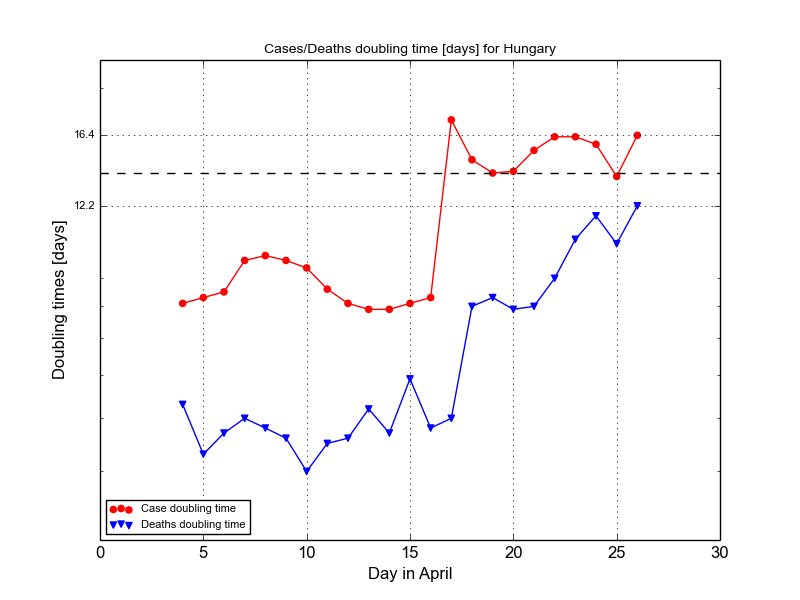 Cases/Deaths doubling time [days] for Hungary
16.4
12.2
Doubling times [days]
Case doubling time
Deaths doubling time
0 5 10 15 20 25 30
Day in April